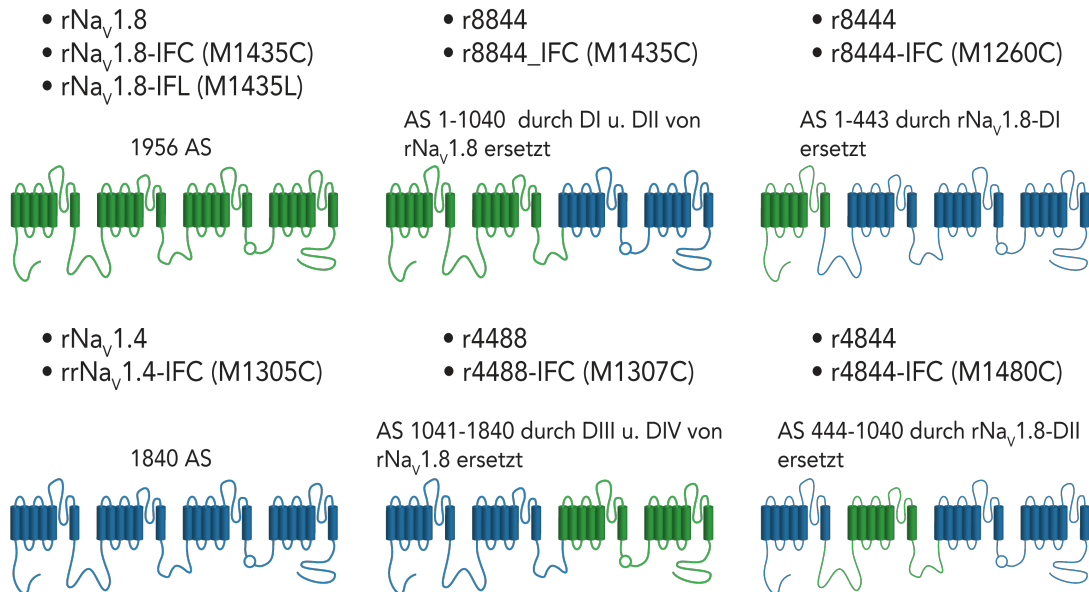 • rNaV1.8
• rNaV1.8-IFC (M1435C)
• rNaV1.8-IFL (M1435L)
1956 AS
• r8844
• r8844_IFC (M1435C)
AS 1-1040 durch DI u. DII von
rNaV1.8 ersetzt
• r8444
• r8444-IFC (M1260C)
AS 1-443 durch rNaV1.8-DI
ersetzt
• rNaV1.4
• rrNaV1.4-IFC (M1305C)
1840 AS
• r4488
• r4488-IFC (M1307C)
AS 1041-1840 durch DIII u. DIV von
rNaV1.8 ersetzt
• r4844
• r4844-IFC (M1480C)
AS 444-1040 durch rNaV1.8-DII
ersetzt